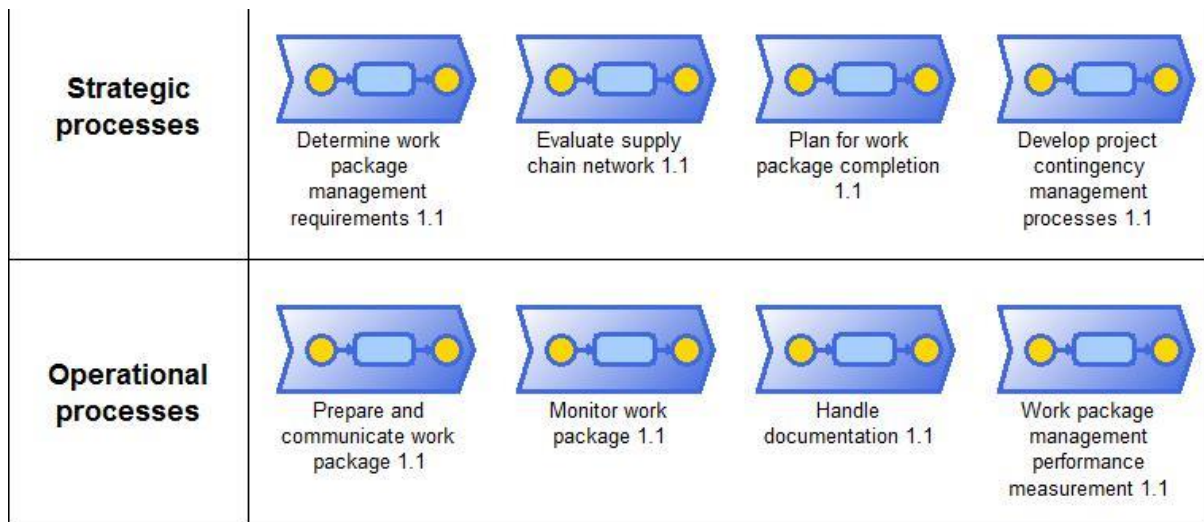 Strategic
processes
Determine work
package
management
requirements 1.1
Evaluate supply
chain network 1.1
Plan for work
package completion
1.1
Develop project
contingency
management
processes 1.1
Operational
processes
Prepare and
communicate work
package 1.1
Monitor work
package 1.1
Handle
documentation 1.1
Work package
management
performance
measurement 1.1